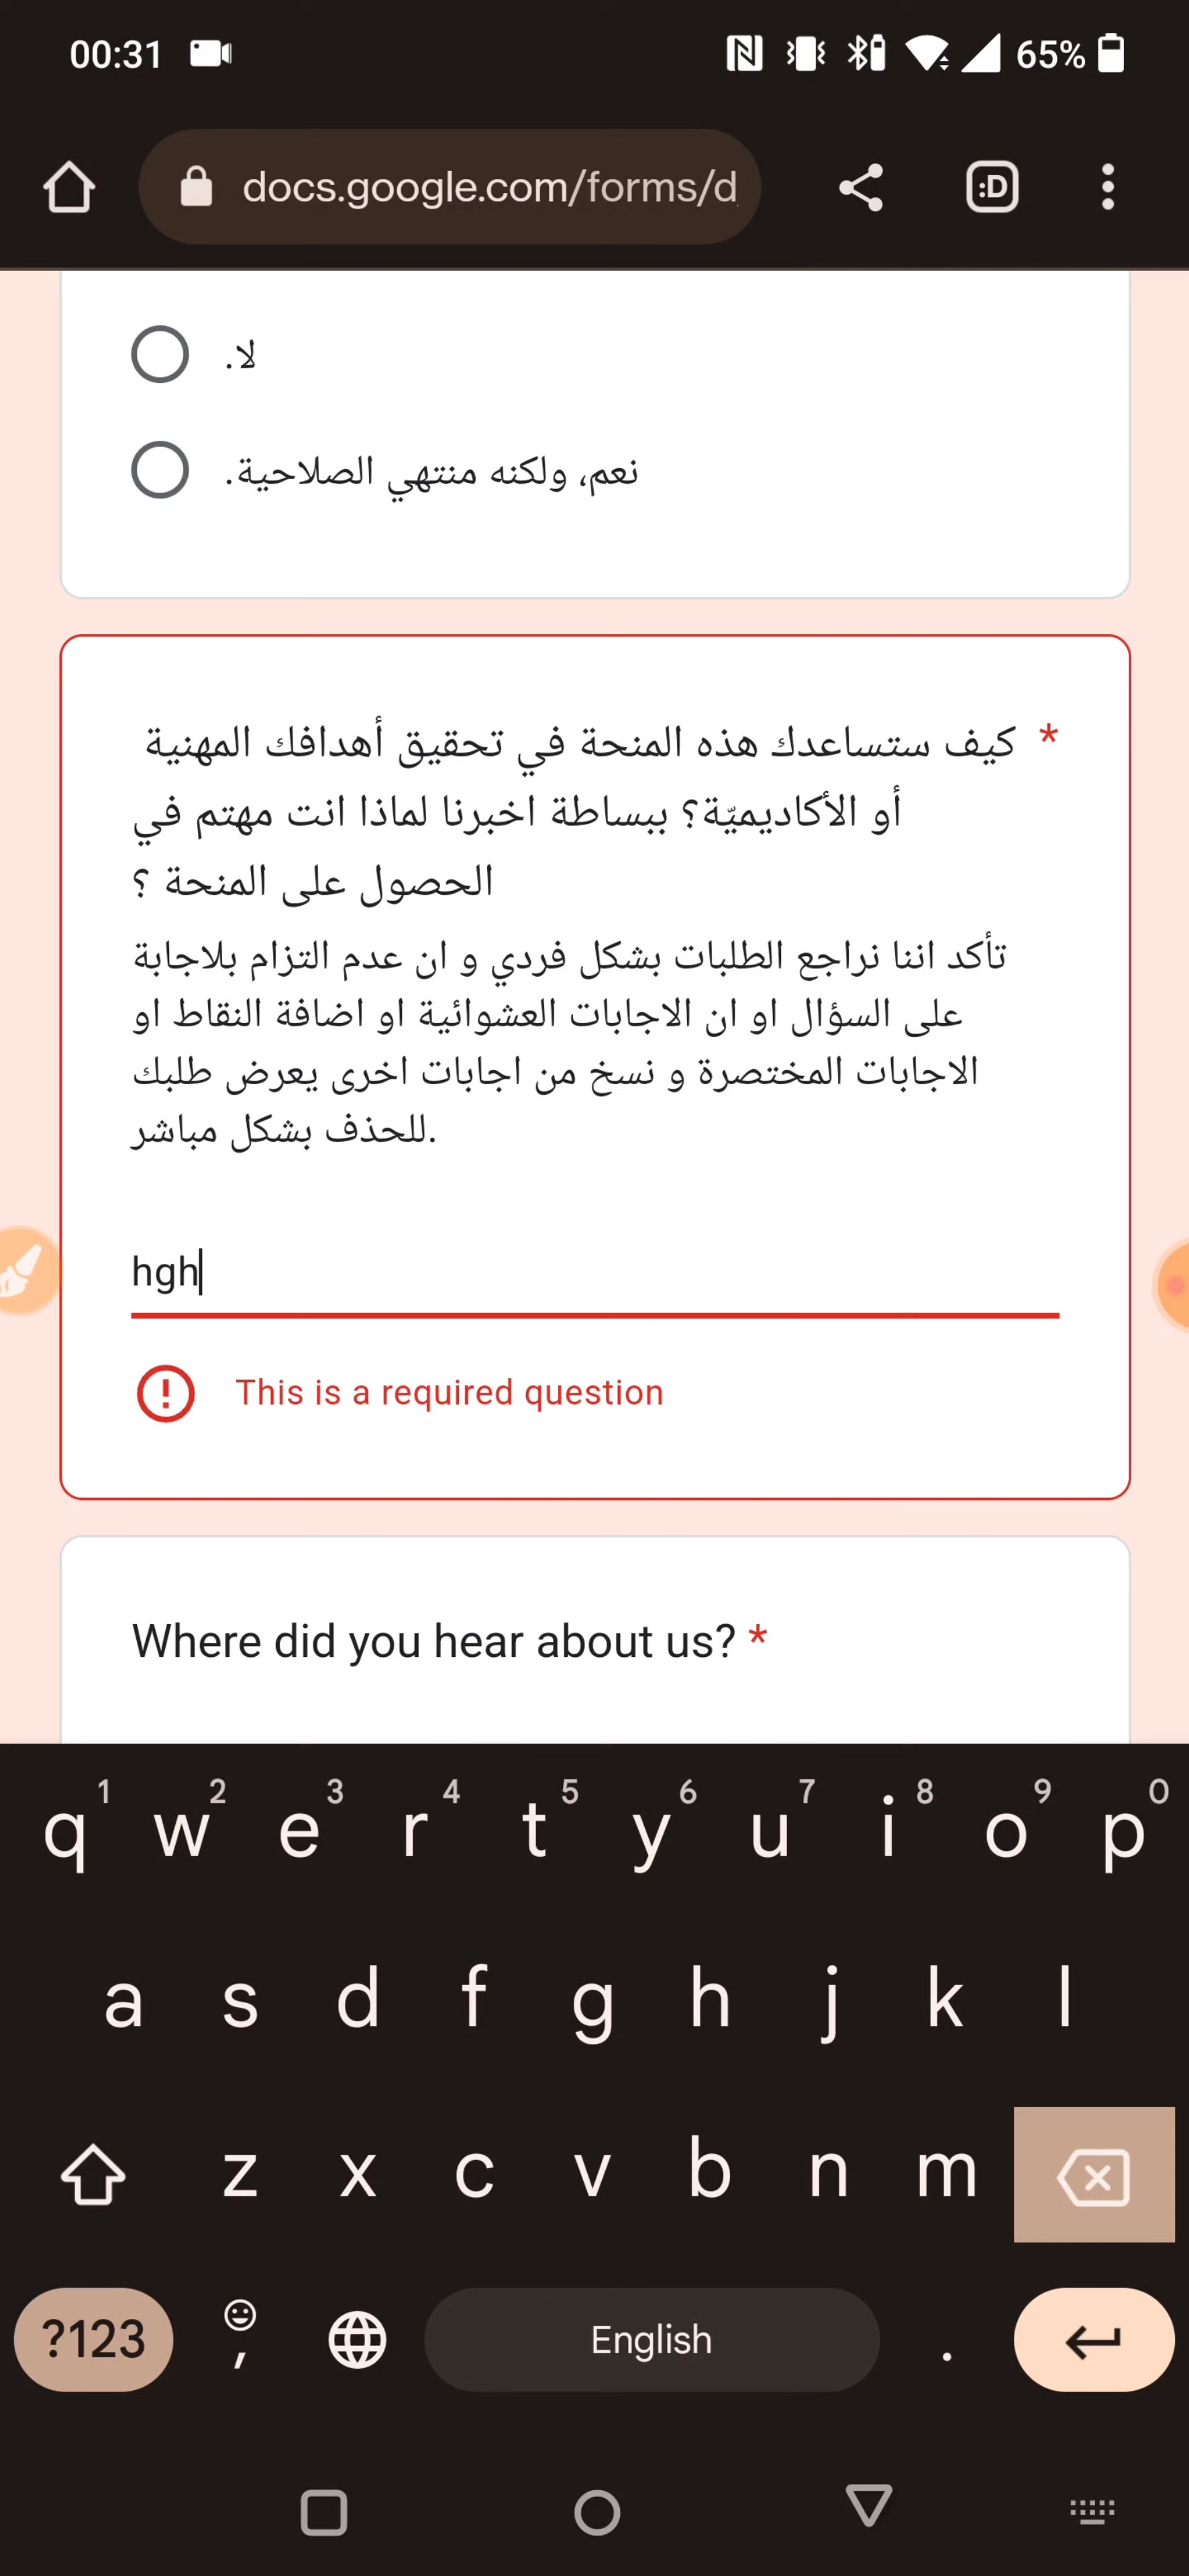 00:31
65%
docs.google.com/forms/d
:D
لا.
نعم، ولكنه منتهي الصلاحية.
كيف ستساعدك هذه المنحة في تحقيق أهدافك المهنية *
أو الأكاديميّة؟ ببساطة اخبرنا لماذا انت مهتم في
الحصول على المنحة ؟
تأكد اننا نراجع الطلبات بشكل فردي و ان عدم التزام بلاجابة
على السؤال او ان الاجابات العشوائية او اضافة النقاط او
الاجابات المختصرة و نسخ من اجابات اخرى يعرض طلبك
للحذف بشكل مباشر.
hgh
This is a required question
Where did you hear about us? *
1 2 3 4 5 6 7 8 9 0
q w e r t y u i o p
a s d f g h j k l
z x c v b n m
?123 , English .